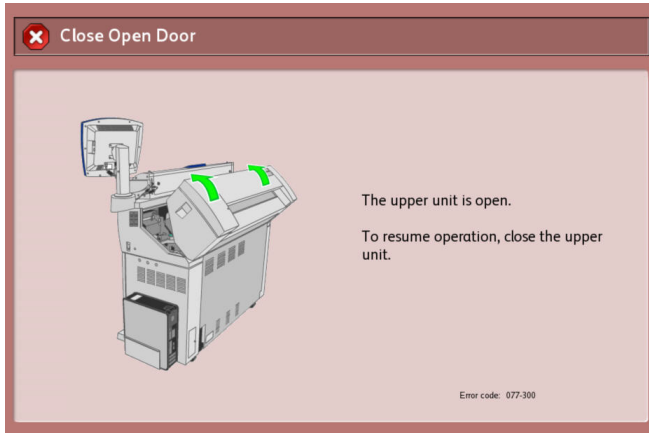 Close Open Door
The upper unit is open.
To resume operation, close the upper
unit.
Error code: 077-300